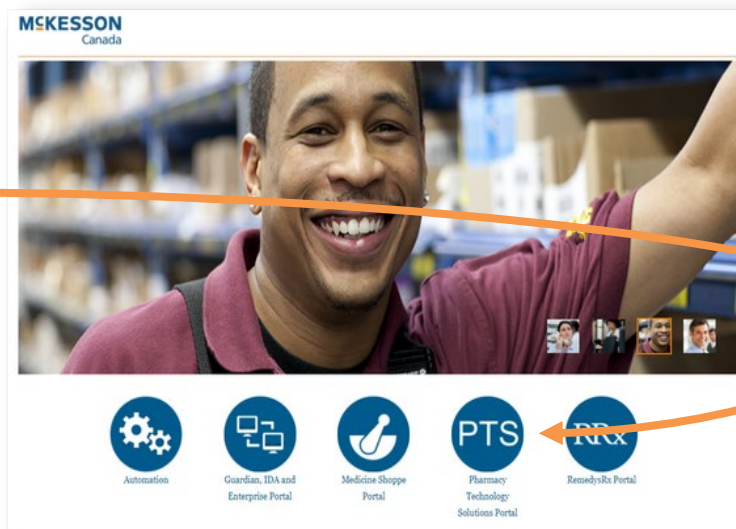 MCKESSON
Canada
PTS
RRx
Automation
Guardian, IDA and
Enterprise Portal
Medicine Shoppe
Portal
Pharmacy
Technology
Solutions Portal
RemedysRx Portal